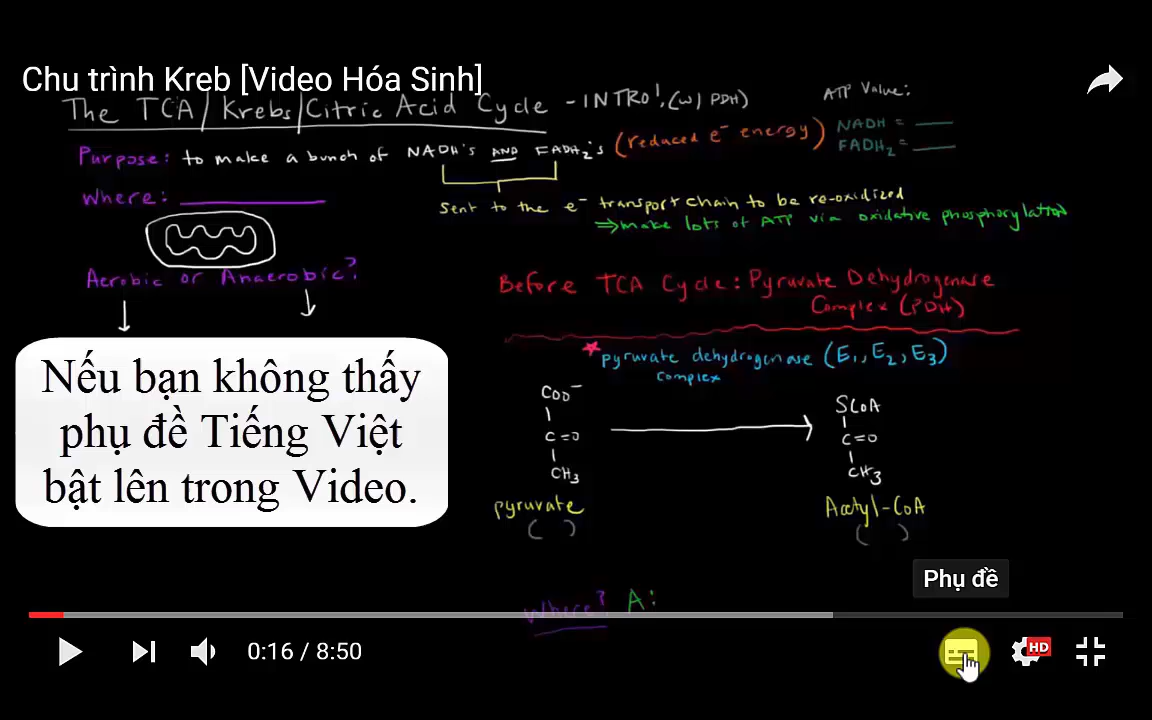 Chu trình Kreb [Video Hóa Sinh]
The TCA/Krebs/Citric Acid Cycle - INTRO! (w/ PDH)
ATP Value:
NADH = ____
FADH₂ = ____
Purpose: to make a bunch of NADH's AND FADH₂'s (reduced e⁻ energy)
Where: ____
Sent to the e⁻ transport chain to be re-oxidized
⇒ make lots of ATP via oxidative phosphorylation
Aerobic or Anaerobic?
Before TCA Cycle: Pyruvate Dehydrogenase
Complex (PDH)
* pyruvate dehydrogenase (E₁, E₂, E₃)
complex
Nếu bạn không thấy
phụ đề Tiếng Việt
bật lên trong Video.
COO⁻
C=O
CH₃
pyruvate
( )
SCoA
C=O
CH₃
Acetyl-CoA
( )
Phụ đề
Where? A:
0:16 / 8:50
HD